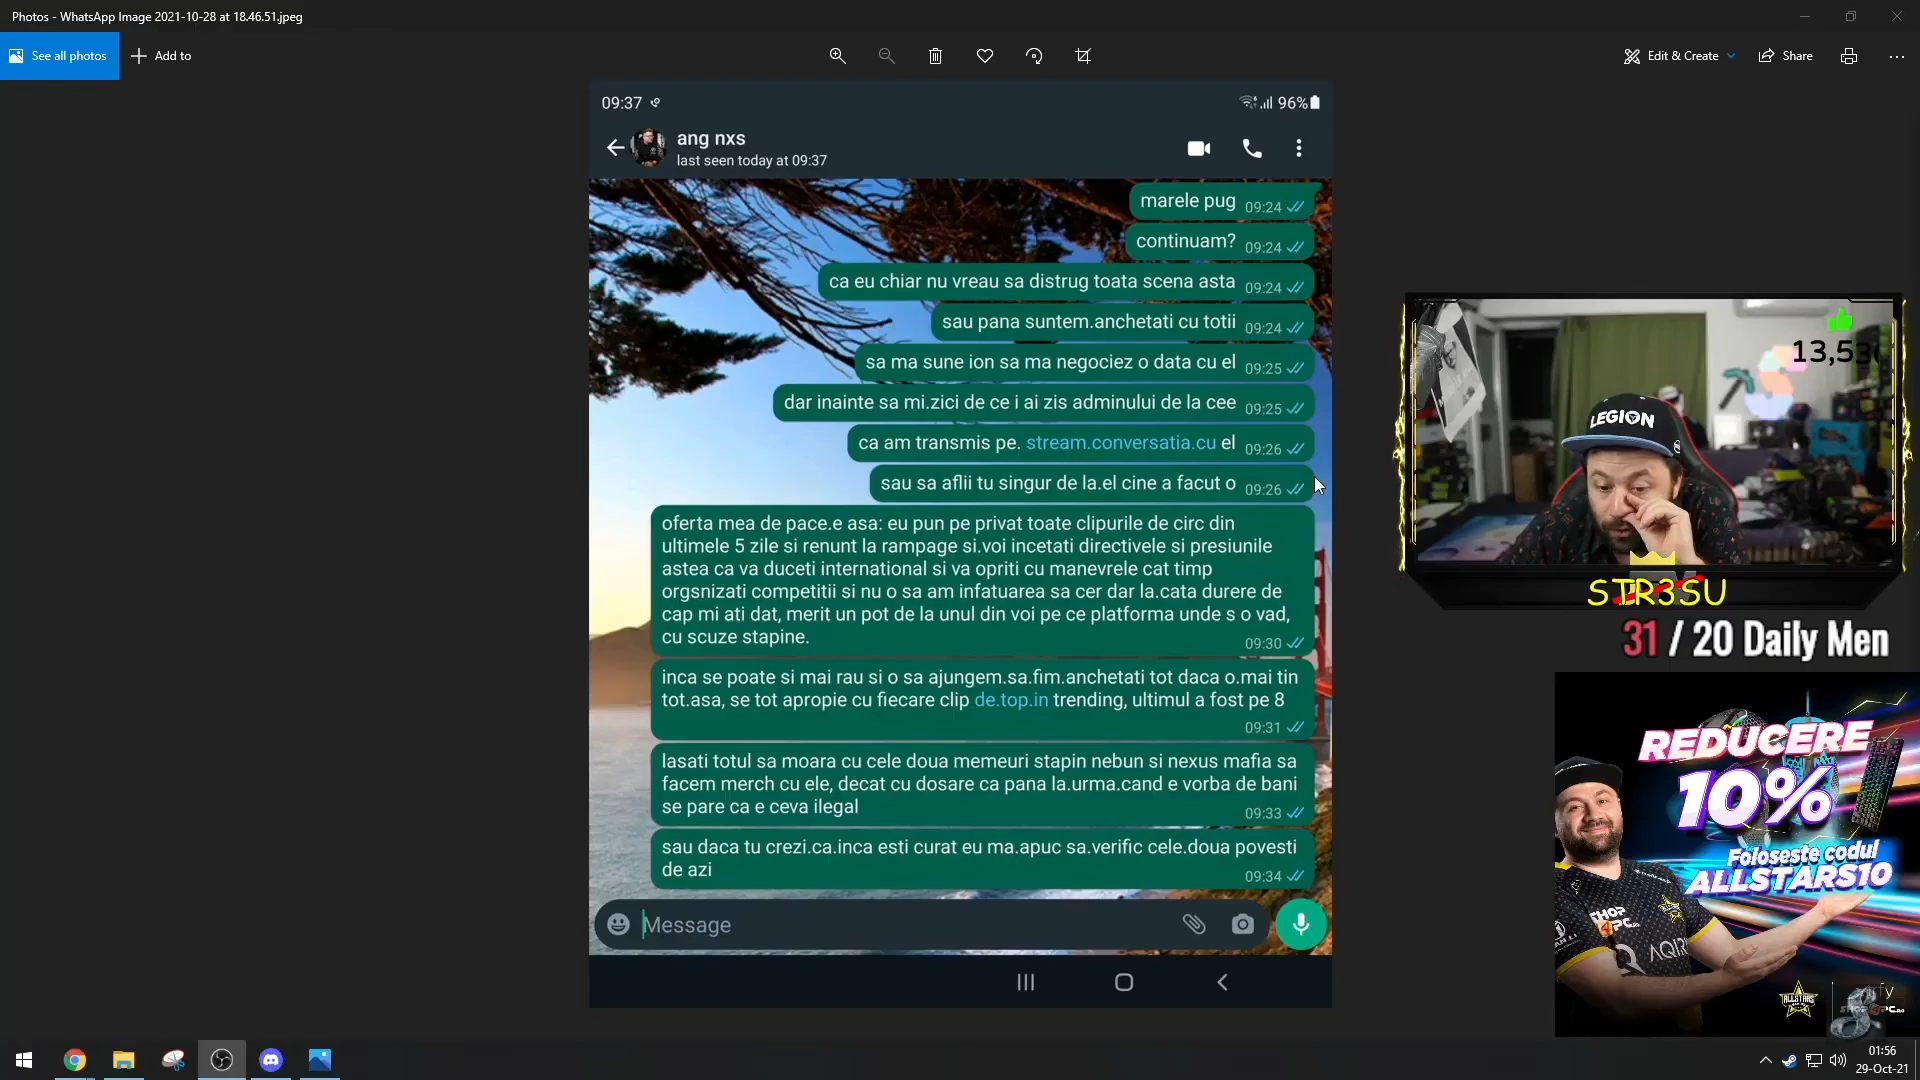 Photos - WhatsApp Image 2021-10-28 at 18.46.51.jpeg
See all photos
Add to
Edit & Create
Share
09:37
96%
ang nxs
last seen today at 09:37
marele pug 09:24
continuam? 09:24
ca eu chiar nu vreau sa distrug toata scena asta 09:24
sau pana suntem.anchetati cu totii 09:24
sa ma sune ion sa ma negociez o data cu el 09:25
dar inainte sa mi.zici de ce i ai zis adminului de la cee 09:25
ca am transmis pe. stream.conversatia.cu el 09:26
sau sa aflii tu singur de la.el cine a facut o 09:26
oferta mea de pace.e asa: eu pun pe privat toate clipurile de circ din
ultimele 5 zile si renunt la rampage si.voi incetati directivele si presiunile
astea ca va duceti international si va opriti cu manevrele cat timp
orgsnizati competitii si nu o sa am infatuarea sa cer dar la.cata durere de
cap mi ati dat, merit un pot de la unul din voi pe ce platforma unde s o vad,
cu scuze stapine.
09:30
inca se poate si mai rau si o sa ajungem.sa.fim.anchetati tot daca o.mai tin
tot.asa, se tot apropie cu fiecare clip de.top.in trending, ultimul a fost pe 8
09:31
lasati totul sa moara cu cele doua memeuri stapin nebun si nexus mafia sa
facem merch cu ele, decat cu dosare ca pana la.urma.cand e vorba de bani
se pare ca e ceva ilegal
09:33
sau daca tu crezi.ca.inca esti curat eu ma.apuc sa.verific cele.doua povesti
de azi
09:34
Message
LEGION
STR3SU
31 / 20 Daily Men
REDUCERE
10%
Foloseste codul
ALLSTARS10
SHOP
4
PC.
AQIR
ALLSTARS
01:56
29-Oct-21